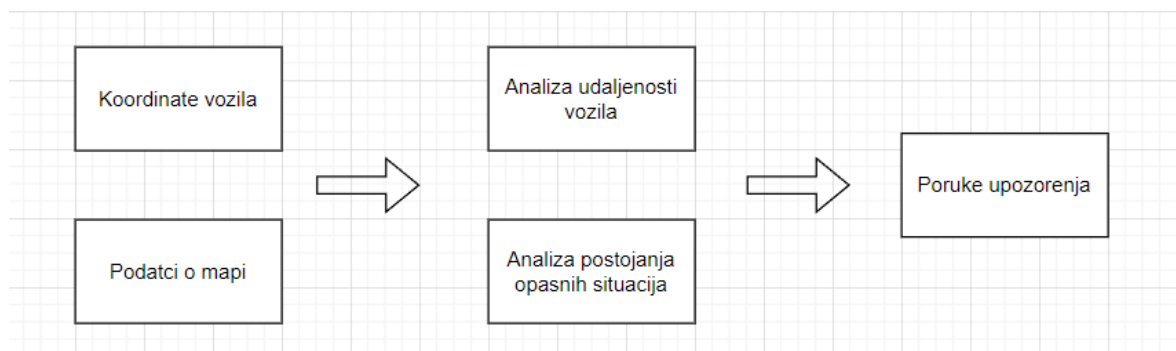 Koordinate vozila
Podatci o mapi
Analiza udaljenosti
vozila
Analiza postojanja
opasnih situacija
Poruke upozorenja